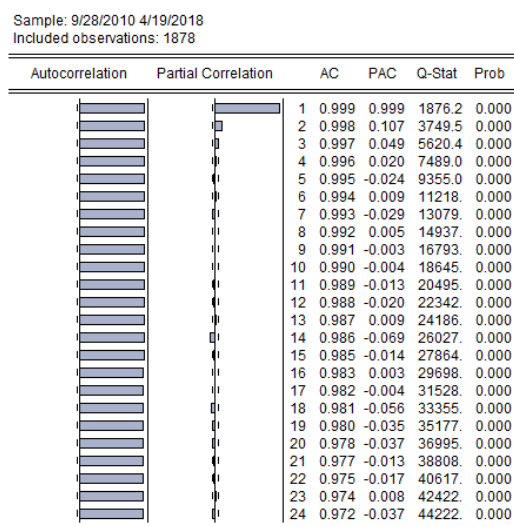 Sample: 9/28/2010 4/19/2018
Included observations: 1878
Autocorrelation Partial Correlation AC PAC Q-Stat Prob
1 0.999 0.999 1876.2 0.000
2 0.998 0.107 3749.5 0.000
3 0.997 0.049 5620.4 0.000
4 0.996 0.020 7489.0 0.000
5 0.995 -0.024 9355.0 0.000
6 0.994 0.009 11218. 0.000
7 0.993 -0.029 13079. 0.000
8 0.992 0.005 14937. 0.000
9 0.991 -0.003 16793. 0.000
10 0.990 -0.004 18645. 0.000
11 0.989 -0.013 20495. 0.000
12 0.988 -0.020 22342. 0.000
13 0.987 0.009 24186. 0.000
14 0.986 -0.069 26027. 0.000
15 0.985 -0.014 27864. 0.000
16 0.983 0.003 29698. 0.000
17 0.982 -0.004 31528. 0.000
18 0.981 -0.056 33355. 0.000
19 0.980 -0.035 35177. 0.000
20 0.978 -0.037 36995. 0.000
21 0.977 -0.013 38808. 0.000
22 0.975 -0.017 40617. 0.000
23 0.974 0.008 42422. 0.000
24 0.972 -0.037 44222. 0.000